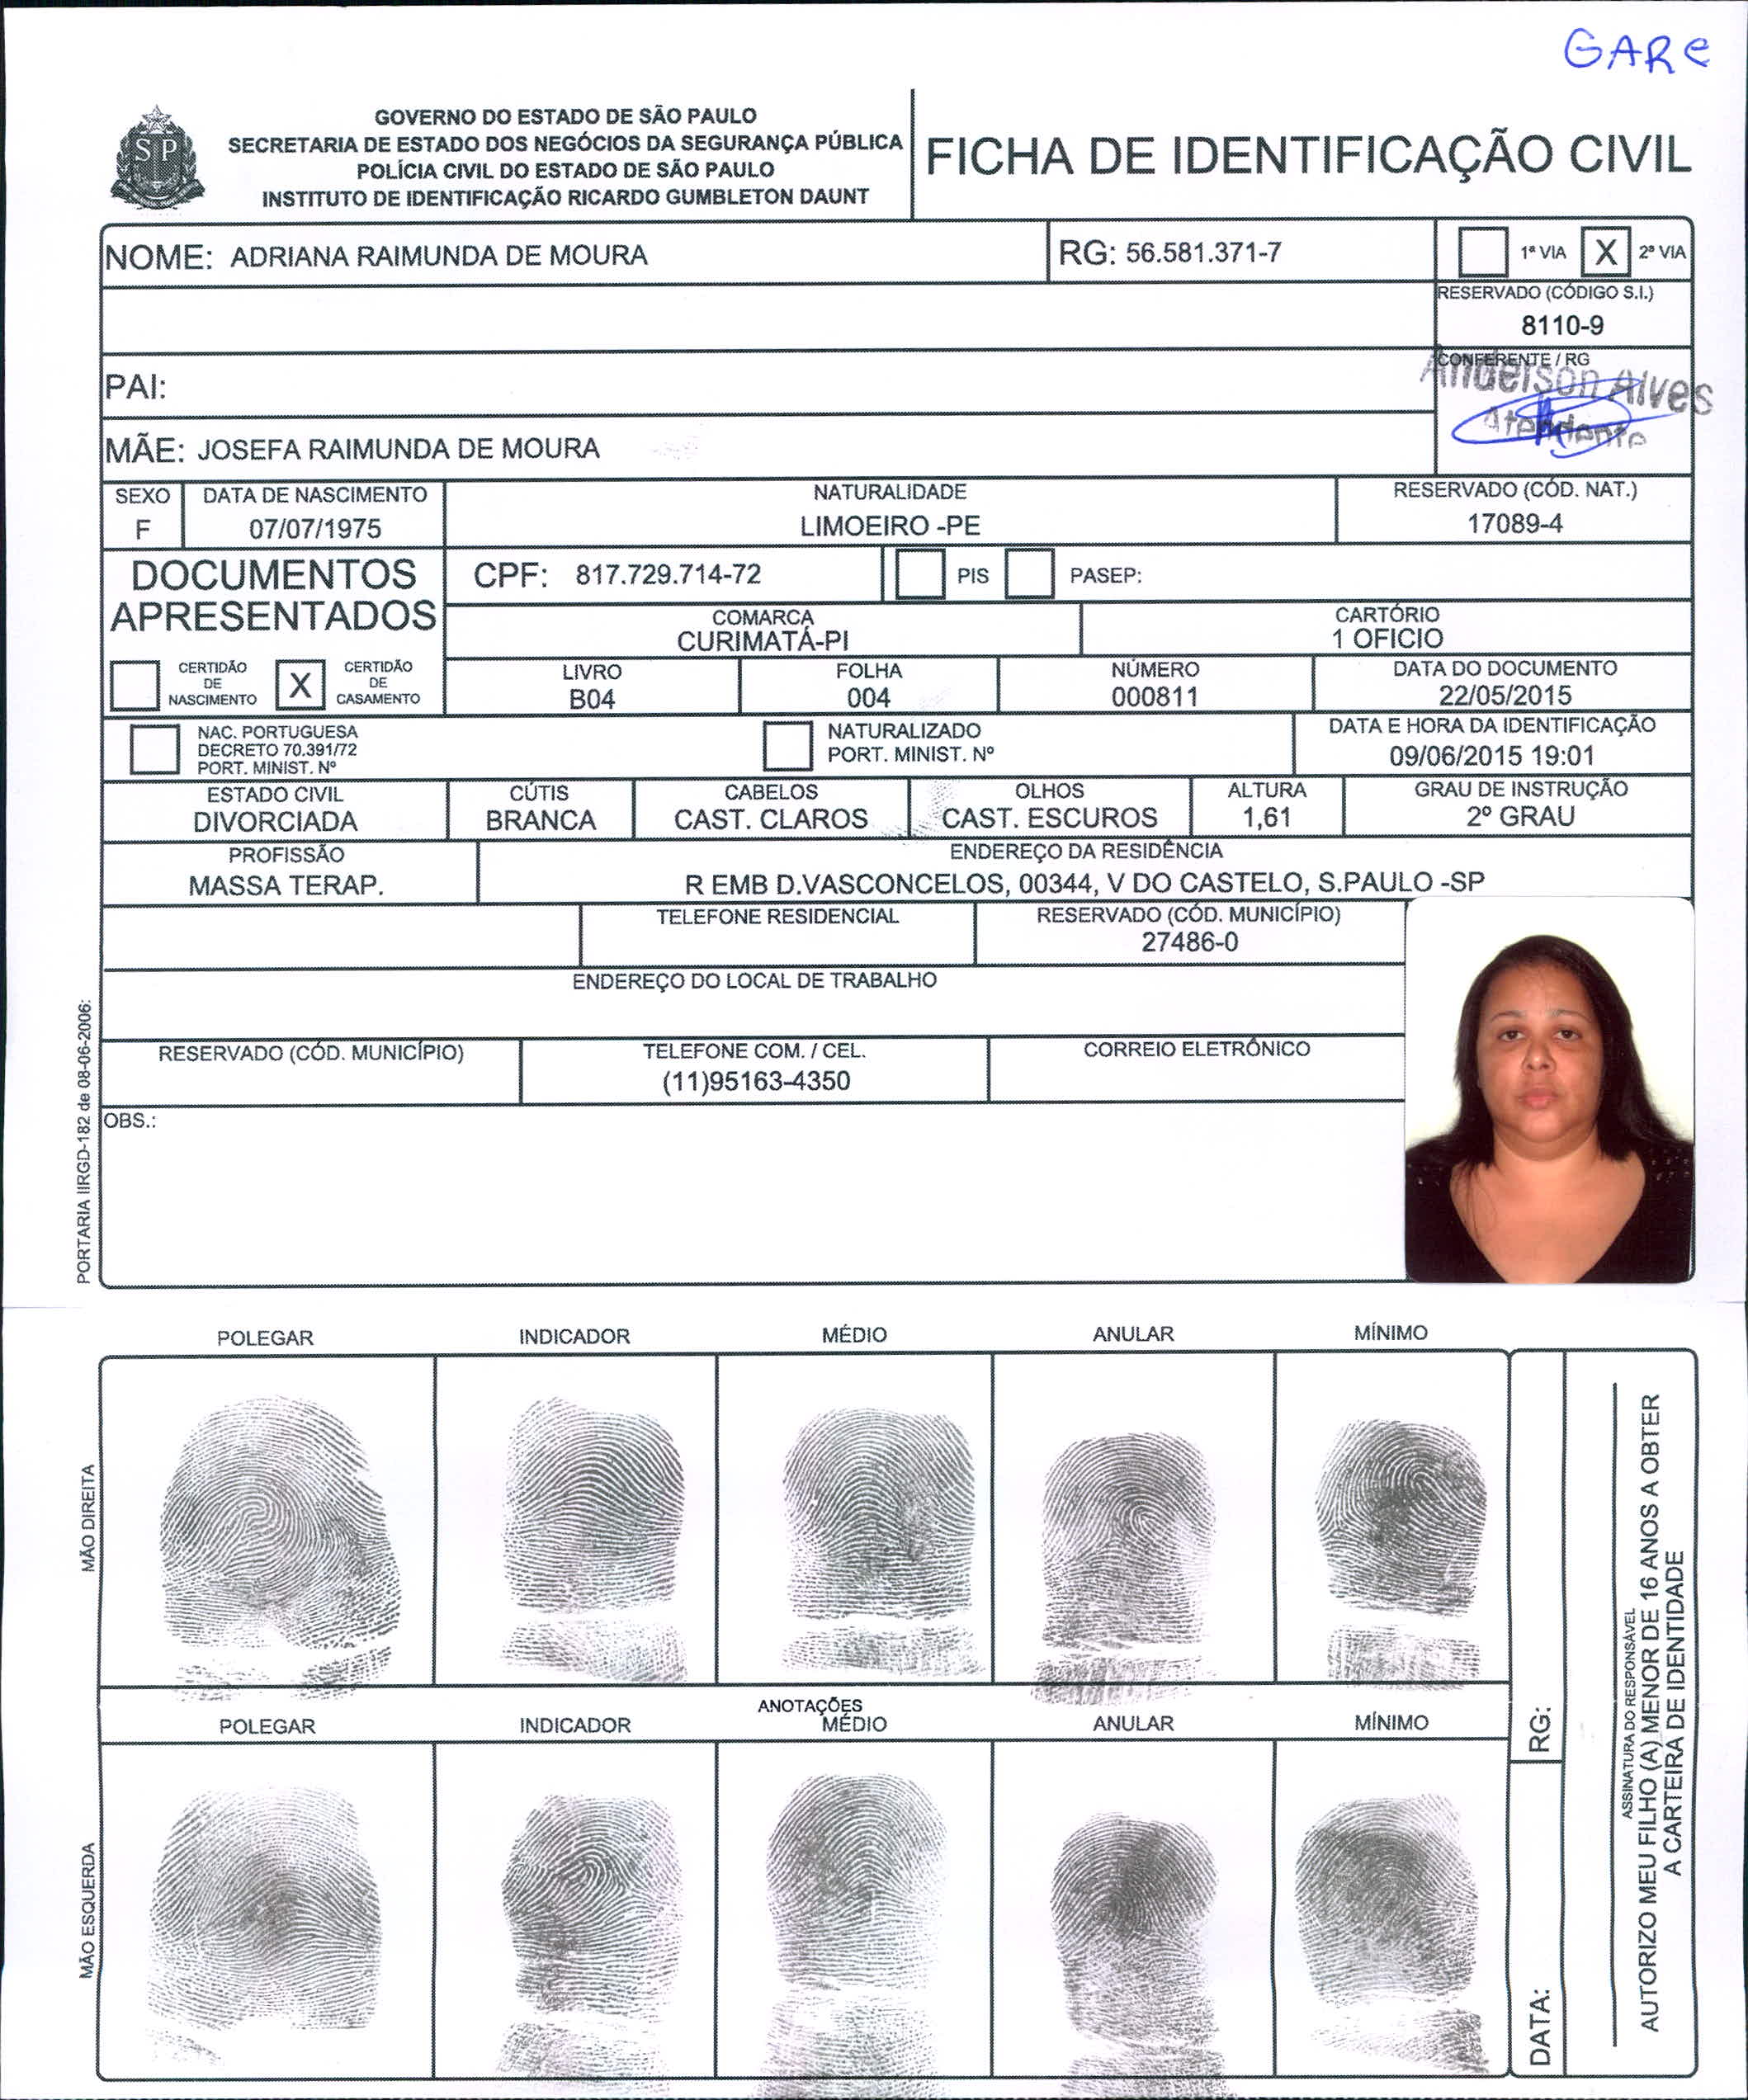 GARE
GOVERNO DO ESTADO DE SÃO PAULO
SECRETARIA DE ESTADO DOS NEGÓCIOS DA SEGURANÇA PÚBLICA
POLÍCIA CIVIL DO ESTADO DE SÃO PAULO
INSTITUTO DE IDENTIFICAÇÃO RICARDO GUMBLETON DAUNT
SP
FICHA DE IDENTIFICAÇÃO CIVIL
NOME: ADRIANA RAIMUNDA DE MOURA
RG: 56.581.371-7
1ª VIA X 2ª VIA
RESERVADO (CÓDIGO S.I.)
8110-9
PAI:
CONFERENTE / RG
Anderson Alves
Atendente
MÃE: JOSEFA RAIMUNDA DE MOURA
SEXO
F
DATA DE NASCIMENTO
07/07/1975
NATURALIDADE
LIMOEIRO -PE
RESERVADO (CÓD. NAT.)
17089-4
DOCUMENTOS
APRESENTADOS
CPF: 817.729.714-72
PIS
PASEP:
COMARCA
CURIMATÁ-PI
CARTÓRIO
1 OFICIO
CERTIDÃO
DE
NASCIMENTO
X
CERTIDÃO
DE
CASAMENTO
LIVRO
B04
FOLHA
004
NÚMERO
000811
DATA DO DOCUMENTO
22/05/2015
NAC. PORTUGUESA
DECRETO 70.391/72
PORT. MINIST. Nº
NATURALIZADO
PORT. MINIST. Nº
DATA E HORA DA IDENTIFICAÇÃO
09/06/2015 19:01
ESTADO CIVIL
DIVORCIADA
CÚTIS
BRANCA
CABELOS
CAST. CLAROS
OLHOS
CAST. ESCUROS
ALTURA
1,61
GRAU DE INSTRUÇÃO
2º GRAU
PROFISSÃO
MASSA TERAP.
ENDEREÇO DA RESIDÊNCIA
R EMB D.VASCONCELOS, 00344, V DO CASTELO, S.PAULO -SP
TELEFONE RESIDENCIAL
RESERVADO (CÓD. MUNICÍPIO)
27486-0
ENDEREÇO DO LOCAL DE TRABALHO
RESERVADO (CÓD. MUNICÍPIO)
TELEFONE COM. / CEL.
(11)95163-4350
CORREIO ELETRÔNICO
OBS.:
PORTARIA IIRGD-182 de 08-06-2006:
POLEGAR
INDICADOR
MÉDIO
ANULAR
MÍNIMO
MÃO DIREITA
ANOTAÇÕES
POLEGAR
INDICADOR
MÉDIO
ANULAR
MÍNIMO
MÃO ESQUERDA
RG:
DATA:
ASSINATURA DO RESPONSÁVEL
AUTORIZO MEU FILHO (A) MENOR DE 16 ANOS A OBTER
A CARTEIRA DE IDENTIDADE